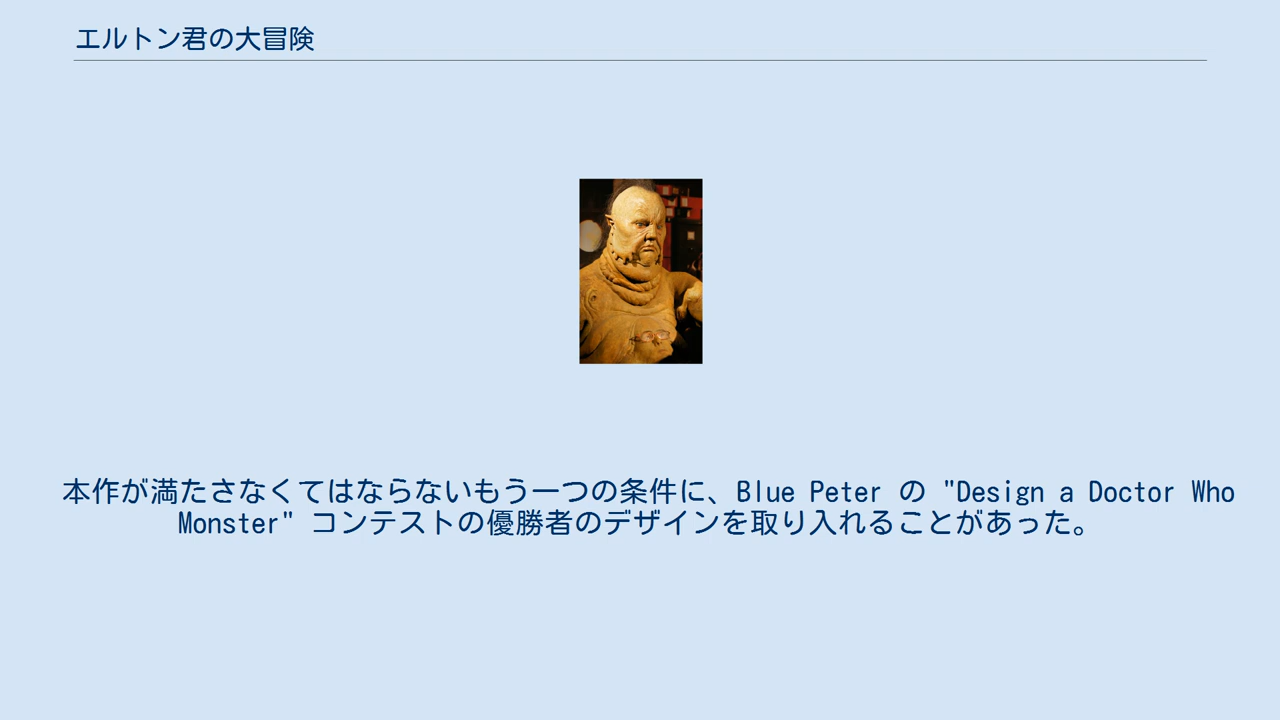 エルトン君の大冒険
本作が満たさなくてはならないもう一つの条件に、Blue Peter の "Design a Doctor Who
Monster" コンテストの優勝者のデザインを取り入れることがあった。